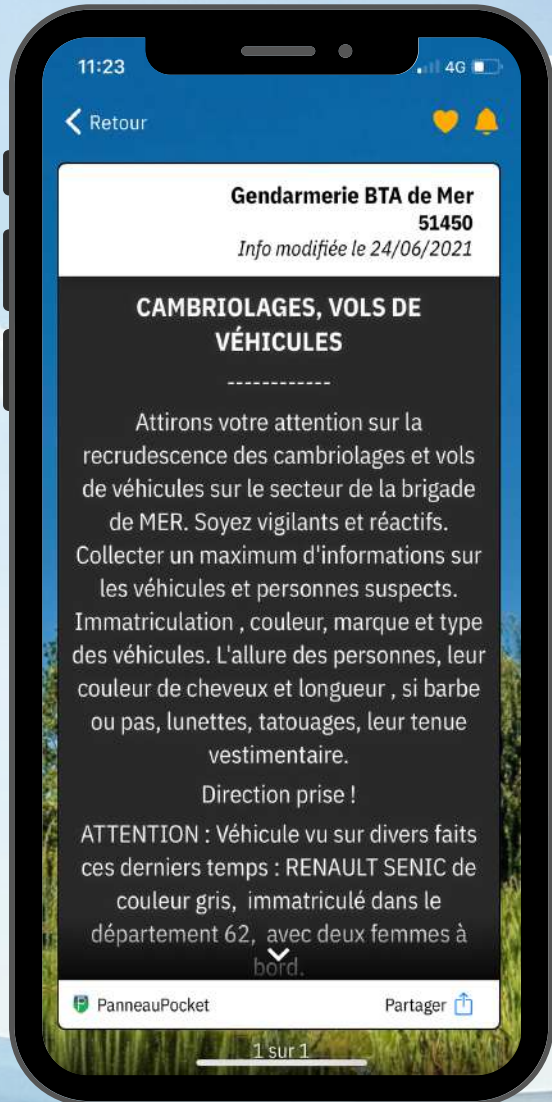 11:23
4G
Retour
Gendarmerie BTA de Mer
51450
Info modifiée le 24/06/2021
CAMBRIOLAGES, VOLS DE
VÉHICULES
------------
Attirons votre attention sur la
recrudescence des cambriolages et vols
de véhicules sur le secteur de la brigade
de MER. Soyez vigilants et réactifs.
Collecter un maximum d'informations sur
les véhicules et personnes suspects.
Immatriculation , couleur, marque et type
des véhicules. L'allure des personnes, leur
couleur de cheveux et longueur , si barbe
ou pas, lunettes, tatouages, leur tenue
vestimentaire.
Direction prise !
ATTENTION : Véhicule vu sur divers faits
ces derniers temps : RENAULT SENIC de
couleur gris, immatriculé dans le
département 62, avec deux femmes à
bord.
PanneauPocket
Partager
1 sur 1